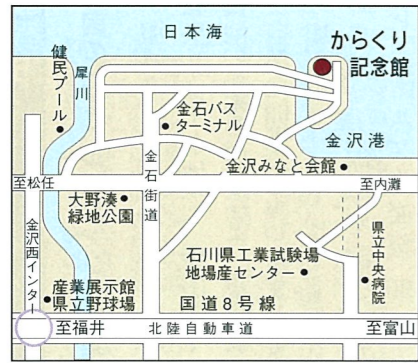 日本海
からくり
記念館
健民プール
犀川
金石バス
ターミナル
金沢港
金石街道
金沢みなと会館
至松任
至内灘
大野湊
緑地公園
金沢西インター
石川県工業試験場
地場産センター
県立中央病院
産業展示館
県立野球場
国道8号線
至福井
北陸自動車道
至富山